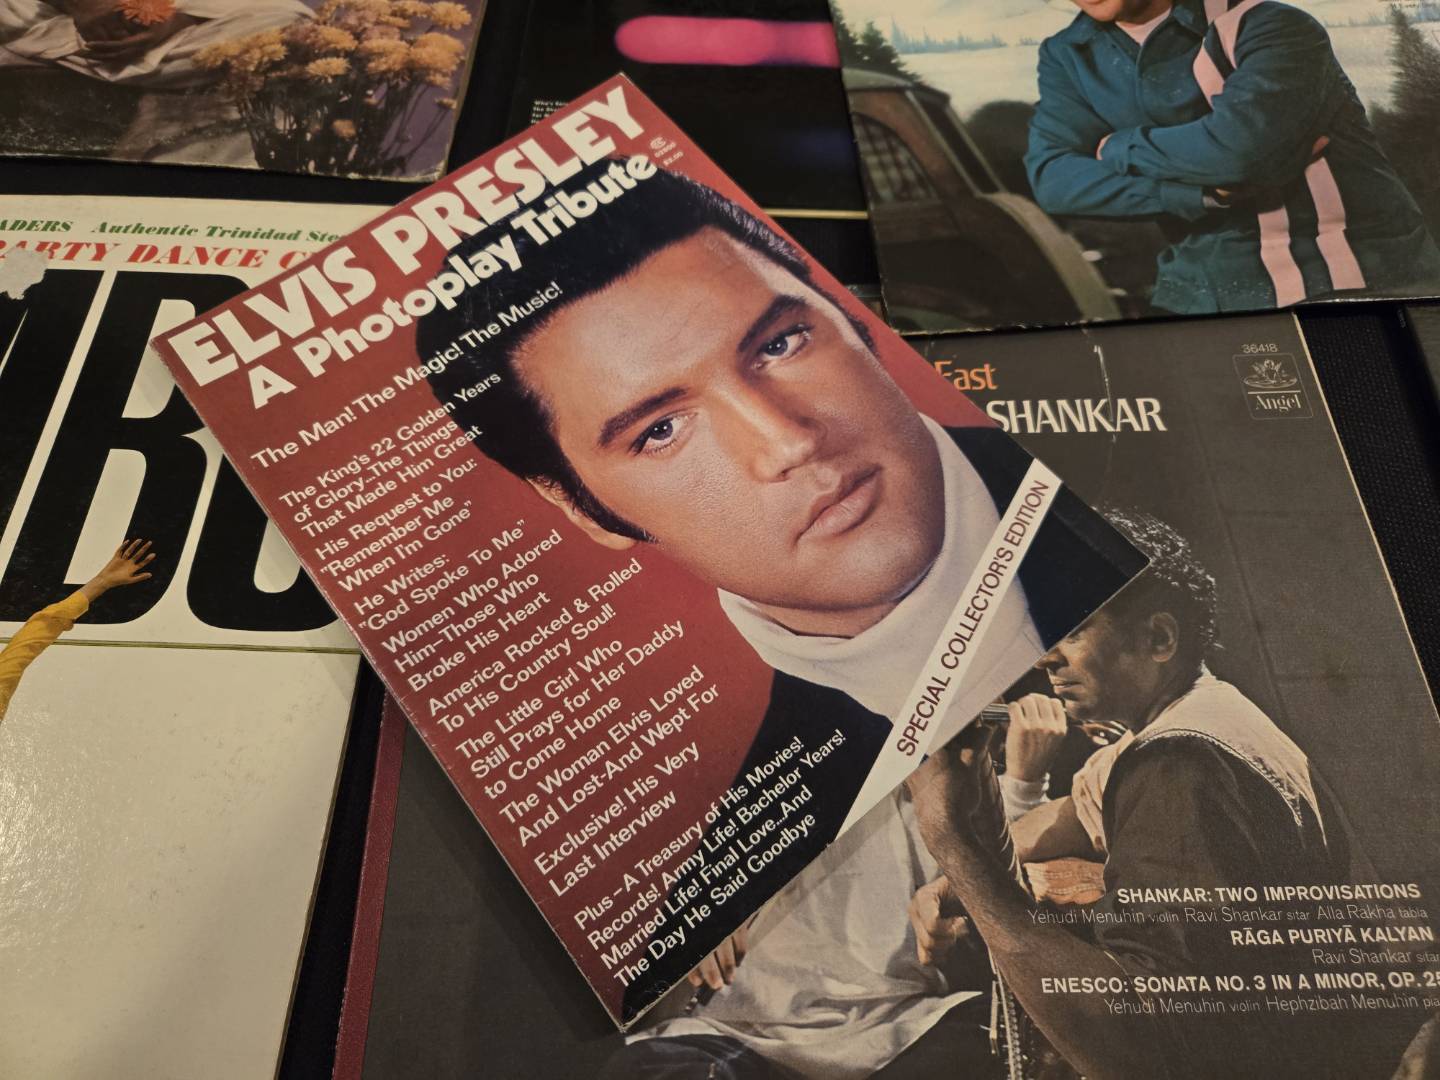 ELVIS PRESLEY
A Photoplay Tribute
02900
$2.00
The Man! The Magic! The Music!
The King's 22 Golden Years
of Glory...The Things
That Made Him Great
His Request to You:
"Remember Me
When I'm Gone"
He Writes:
"God Spoke To Me"
Women Who Adored
Him–Those Who
Broke His Heart
America Rocked & Rolled
To His Country Soul!
The Little Girl Who
Still Prays for Her Daddy
to Come Home
The Woman Elvis Loved
And Lost-And Wept For
Exclusive! His Very
Last Interview
Plus–A Treasury of His Movies!
Records! Army Life! Bachelor Years!
Married Life! Final Love...And
The Day He Said Goodbye
SPECIAL COLLECTOR'S EDITION
ADERS Authentic Trinidad Ste
PARTY DANCE C
East
SHANKAR
36418
Angel
SHANKAR: TWO IMPROVISATIONS
Yehudi Menuhin violin Ravi Shankar sitar Alla Rakha tabla
RĀGA PURIYĀ KALYAN
Ravi Shankar sitar
ENESCO: SONATA NO. 3 IN A MINOR, OP. 25
Yehudi Menuhin violin Hephzibah Menuhin pia